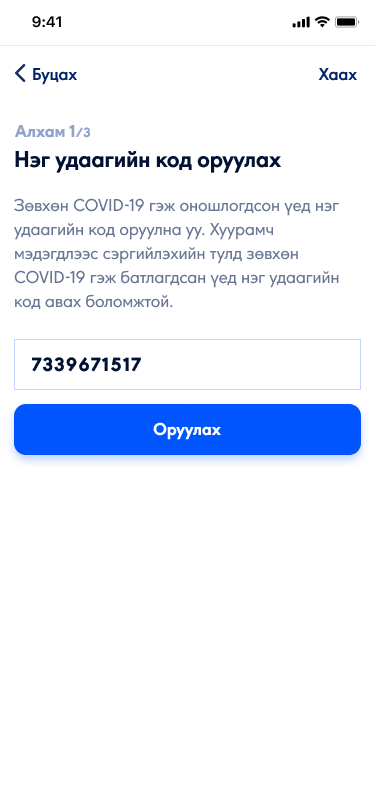 9:41
Буцах
Хаах
Алхам 1/3
Нэг удаагийн код оруулах
Зөвхөн COVID-19 гэж оношлогдсон үед нэг
удаагийн код оруулна уу. Хуурамч
мэдэгдлээс сэргийлэхийн тулд зөвхөн
COVID-19 гэж батлагдсан үед нэг удаагийн
код авах боломжтой.
7339671517
Оруулах